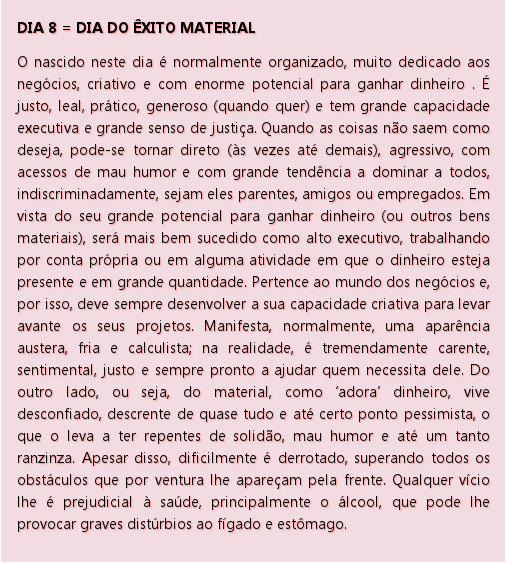 DIA 8 = DIA DO ÊXITO MATERIAL
O nascido neste dia é normalmente organizado, muito dedicado aos
negócios, criativo e com enorme potencial para ganhar dinheiro . É
justo, leal, prático, generoso (quando quer) e tem grande capacidade
executiva e grande senso de justiça. Quando as coisas não saem como
deseja, pode-se tornar direto (às vezes até demais), agressivo, com
acessos de mau humor e com grande tendência a dominar a todos,
indiscriminadamente, sejam eles parentes, amigos ou empregados. Em
vista do seu grande potencial para ganhar dinheiro (ou outros bens
materiais), será mais bem sucedido como alto executivo, trabalhando
por conta própria ou em alguma atividade em que o dinheiro esteja
presente e em grande quantidade. Pertence ao mundo dos negócios e,
por isso, deve sempre desenvolver a sua capacidade criativa para levar
avante os seus projetos. Manifesta, normalmente, uma aparência
austera, fria e calculista; na realidade, é tremendamente carente,
sentimental, justo e sempre pronto a ajudar quem necessita dele. Do
outro lado, ou seja, do material, como ‘adora’ dinheiro, vive
desconfiado, descrente de quase tudo e até certo ponto pessimista, o
que o leva a ter repentes de solidão, mau humor e até um tanto
ranzinza. Apesar disso, dificilmente é derrotado, superando todos os
obstáculos que por ventura lhe apareçam pela frente. Qualquer vício
lhe é prejudicial à saúde, principalmente o álcool, que pode lhe
provocar graves distúrbios ao fígado e estômago.